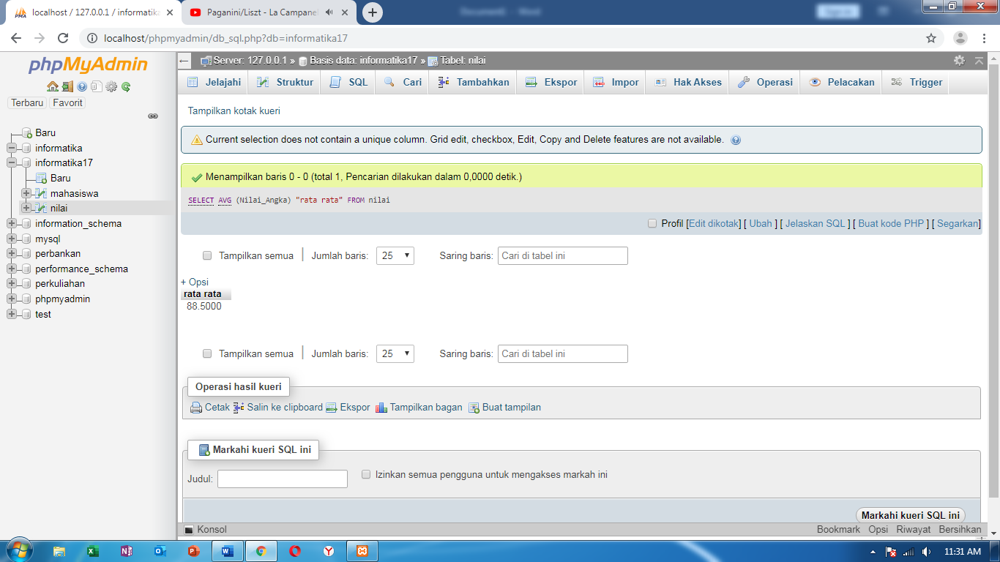 localhost / 127.0.0.1 / informatika
Paganini/Liszt - La Campanel
Sign in
localhost/phpmyadmin/db_sql.php?db=informatika17
phpMyAdmin
Terbaru Favorit
Baru
informatika
informatika17
Baru
mahasiswa
nilai
information_schema
mysql
perbankan
performance_schema
perkuliahan
phpmyadmin
test
Server: 127.0.0.1 » Basis data: informatika17 » Tabel: nilai
Jelajahi Struktur SQL Cari Tambahkan Ekspor Impor Hak Akses Operasi Pelacakan Trigger
Tampilkan kotak kueri
Current selection does not contain a unique column. Grid edit, checkbox, Edit, Copy and Delete features are not available.
Menampilkan baris 0 - 0 (total 1, Pencarian dilakukan dalam 0,0000 detik.)
SELECT AVG (Nilai_Angka) "rata rata" FROM nilai
Profil [Edit dikotak] [ Ubah ] [ Jelaskan SQL ] [ Buat kode PHP ] [ Segarkan]
Tampilkan semua Jumlah baris: 25 Saring baris: Cari di tabel ini
+ Opsi
rata rata
88.5000
Tampilkan semua Jumlah baris: 25 Saring baris: Cari di tabel ini
Operasi hasil kueri
Cetak Salin ke clipboard Ekspor Tampilkan bagan Buat tampilan
Markahi kueri SQL ini
Judul: Izinkan semua pengguna untuk mengakses markah ini
Markahi kueri SQL ini
Konsol Bookmark Opsi Riwayat Bersihkan
11:31 AM